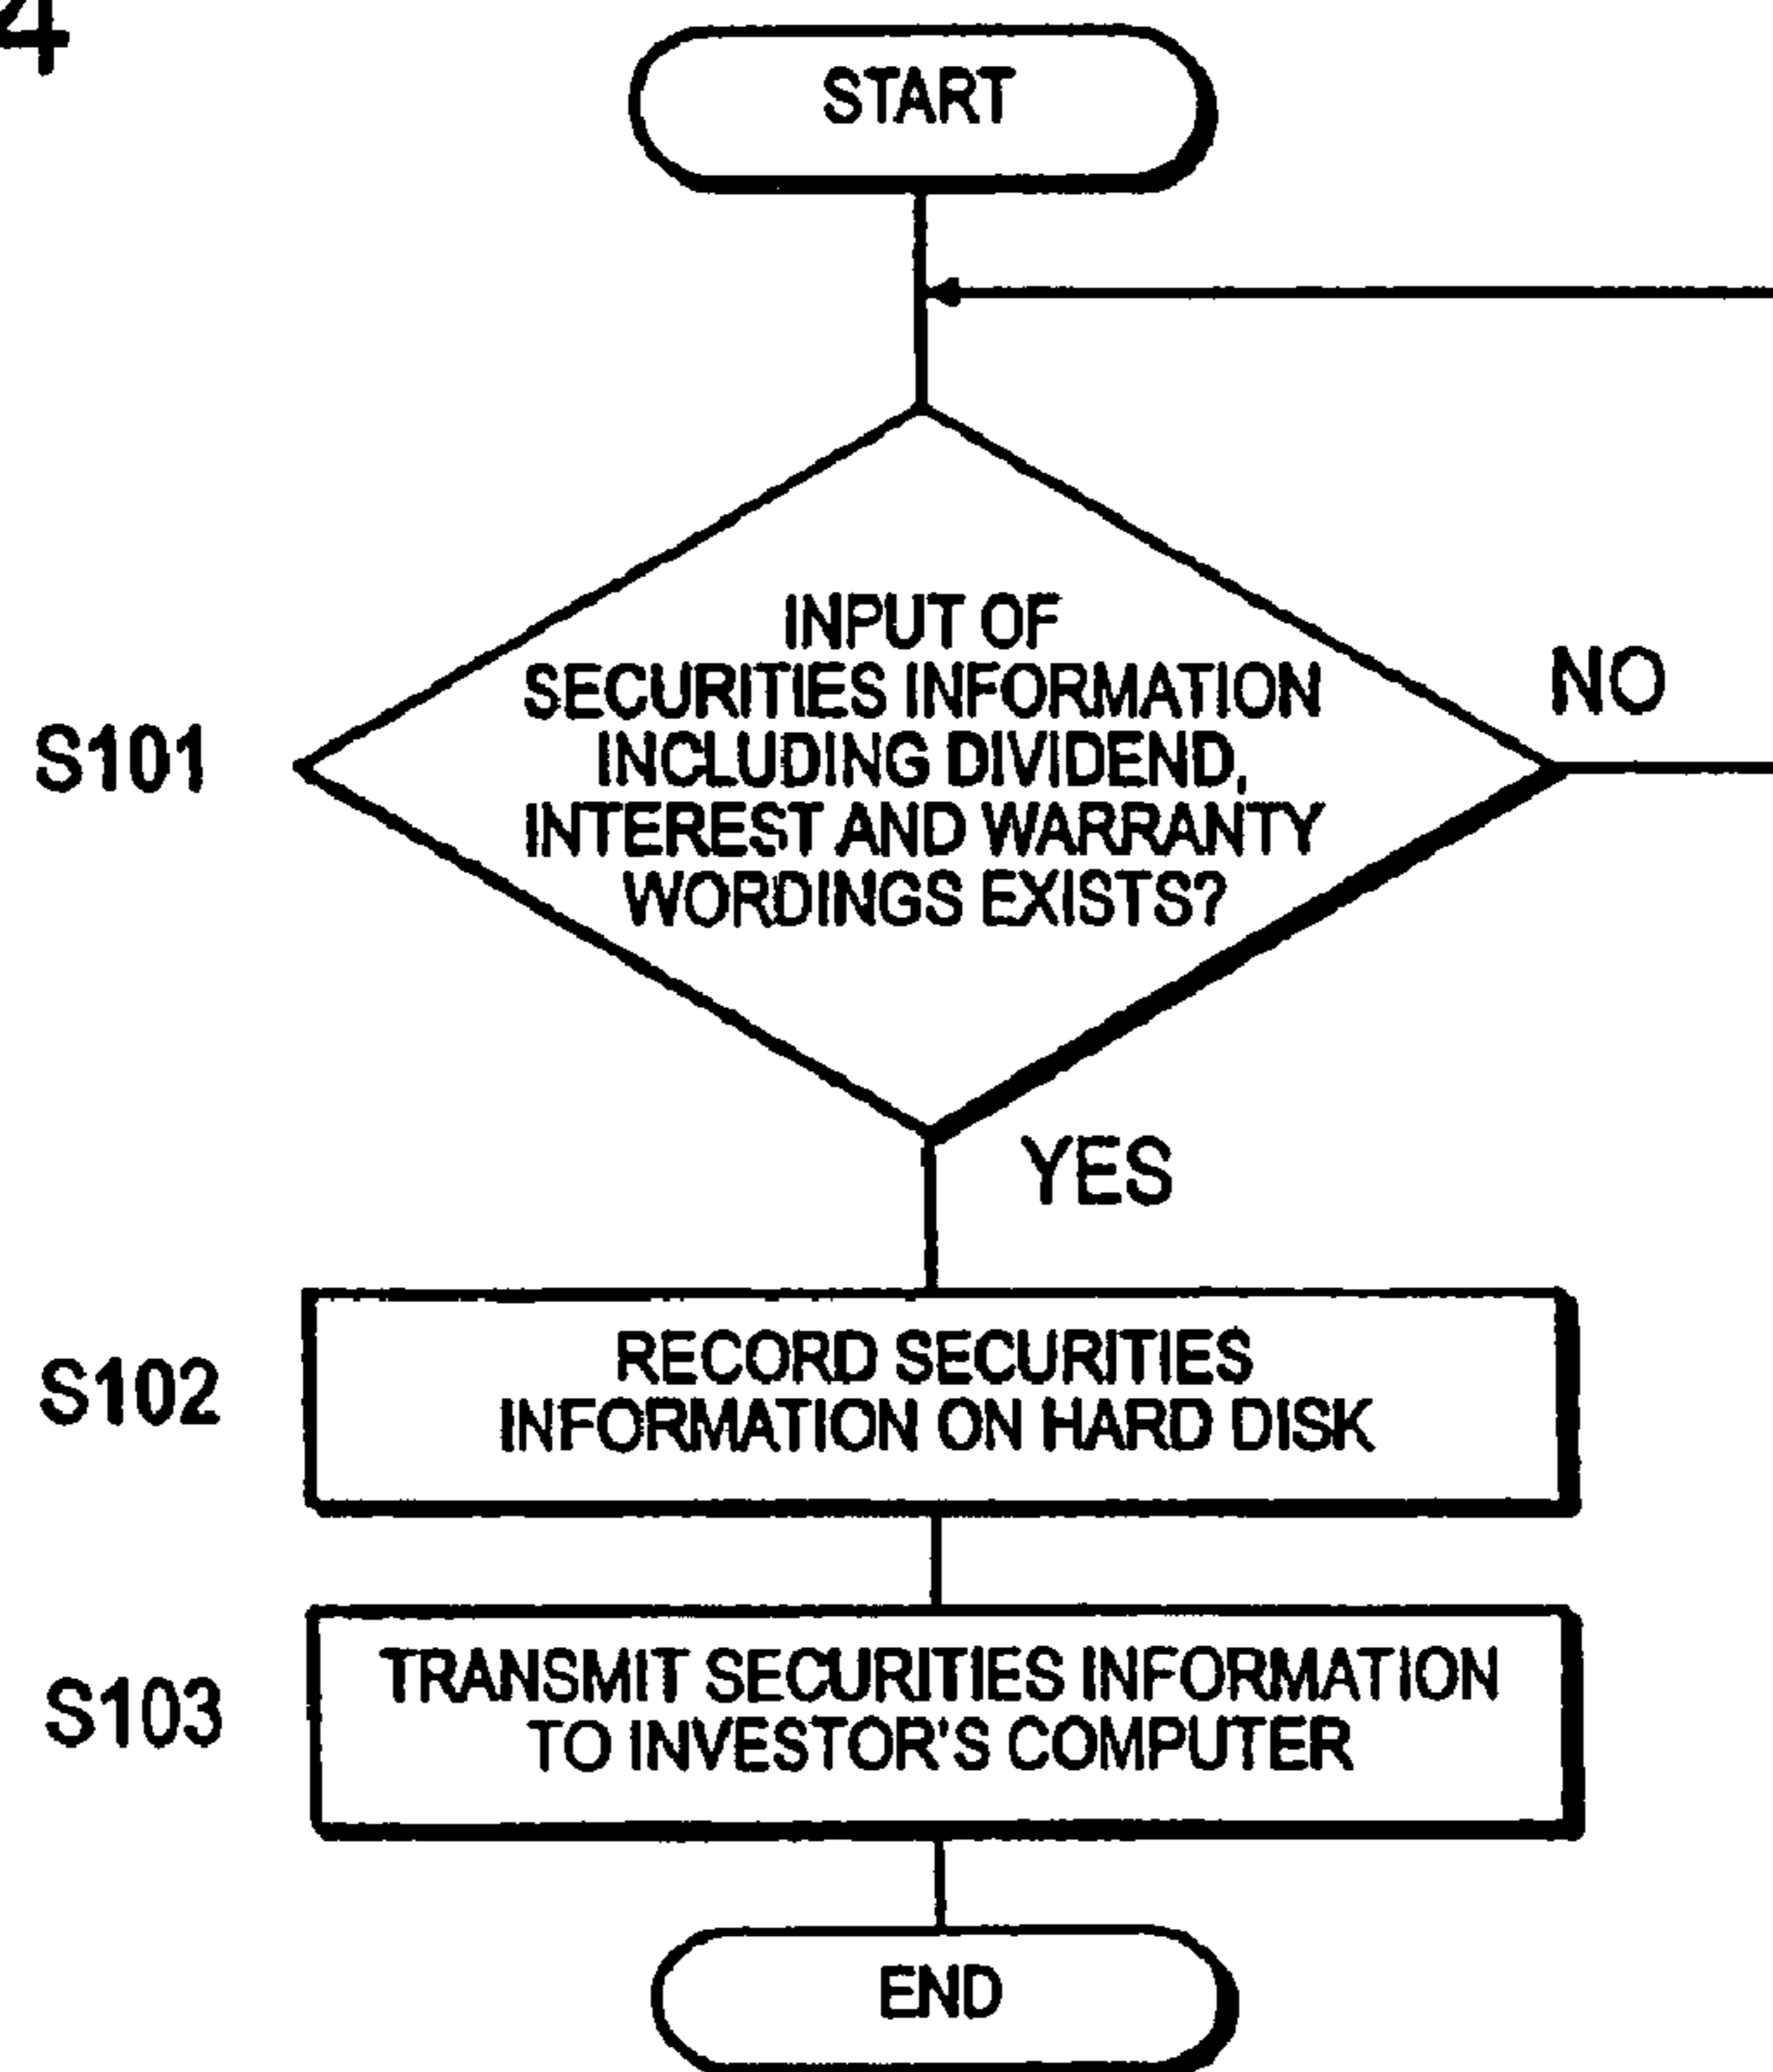 4
START
INPUT OF
SECURITIES INFORMATION
INCLUDING DIVIDEND,
INTEREST AND WARRANTY
WORDINGS EXISTS?
S101
NO
YES
S102
RECORD SECURITIES
INFORMATION ON HARD DISK
S103
TRANSMIT SECURITIES INFORMATION
TO INVESTOR'S COMPUTER
END